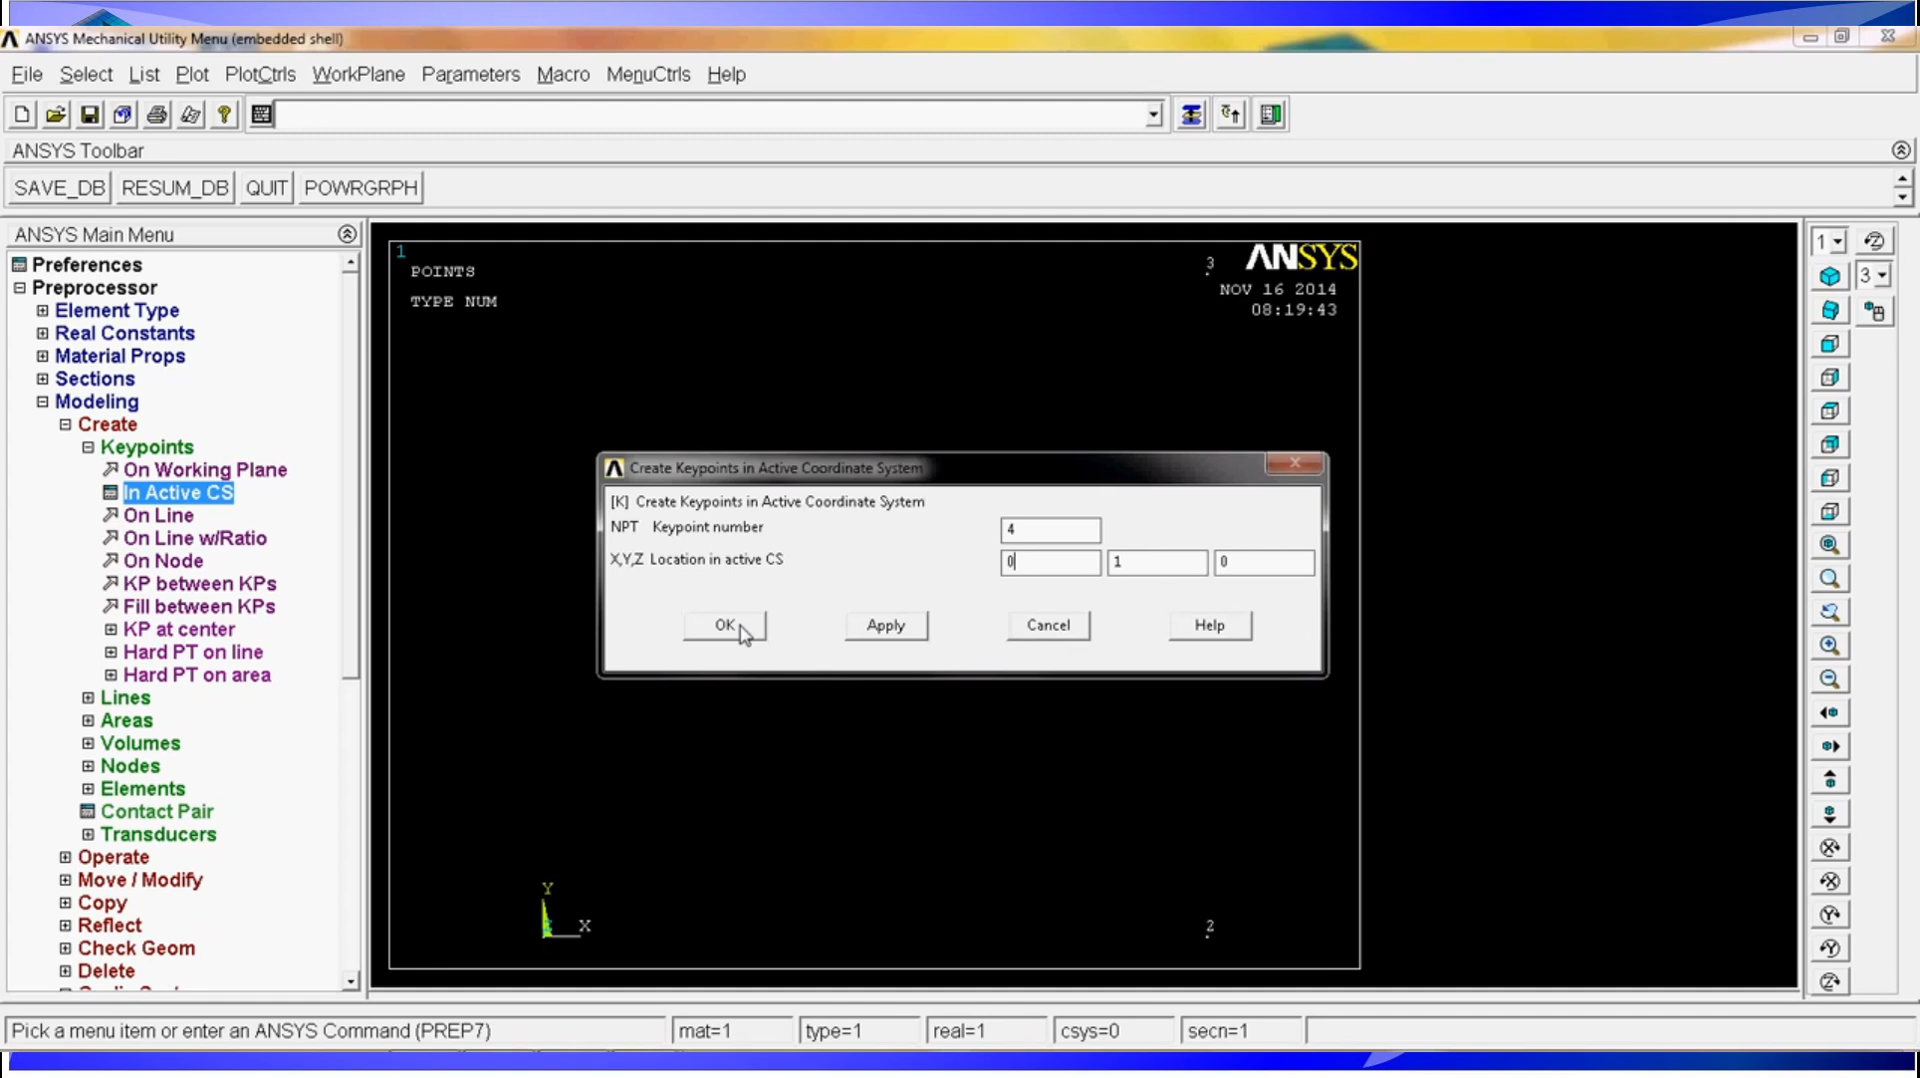 ANSYS Mechanical Utility Menu (embedded shell)
File Select List Plot PlotCtrls WorkPlane Parameters Macro MenuCtrls Help
ANSYS Toolbar
SAVE_DB RESUM_DB QUIT POWRGRPH
ANSYS Main Menu
Preferences
Preprocessor
Element Type
Real Constants
Material Props
Sections
Modeling
Create
Keypoints
On Working Plane
In Active CS
On Line
On Line w/Ratio
On Node
KP between KPs
Fill between KPs
KP at center
Hard PT on line
Hard PT on area
Lines
Areas
Volumes
Nodes
Elements
Contact Pair
Transducers
Operate
Move / Modify
Copy
Reflect
Check Geom
Delete
1
POINTS
TYPE NUM
3
ANSYS
NOV 16 2014
08:19:43
Create Keypoints in Active Coordinate System
[K] Create Keypoints in Active Coordinate System
NPT Keypoint number 4
X,Y,Z Location in active CS 0 1 0
OK Apply Cancel Help
Y
X
2
1
3
Pick a menu item or enter an ANSYS Command (PREP7) mat=1 type=1 real=1 csys=0 secn=1